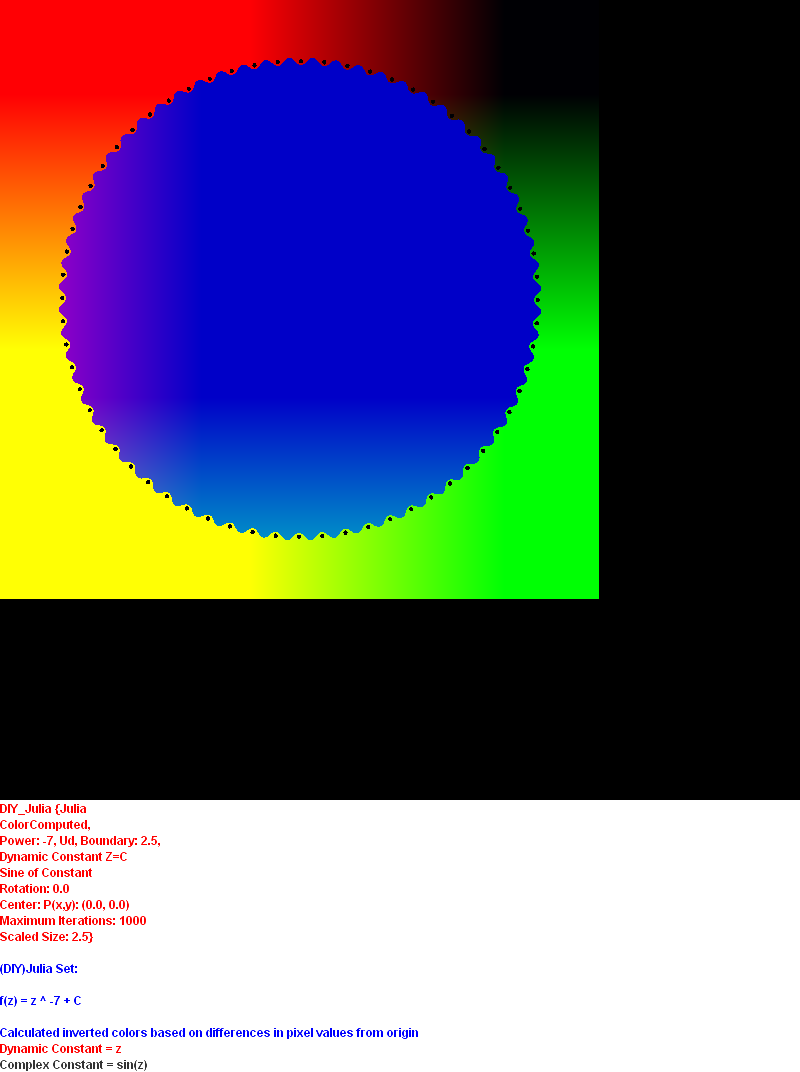 DIY_Julia {Julia
ColorComputed,
Power: -7, Ud, Boundary: 2.5,
Dynamic Constant Z=C
Sine of Constant
Rotation: 0.0
Center: P(x,y): (0.0, 0.0)
Maximum Iterations: 1000
Scaled Size: 2.5}
(DIY)Julia Set:
f(z) = z ^ -7 + C
Calculated inverted colors based on differences in pixel values from origin
Dynamic Constant = z
Complex Constant = sin(z)